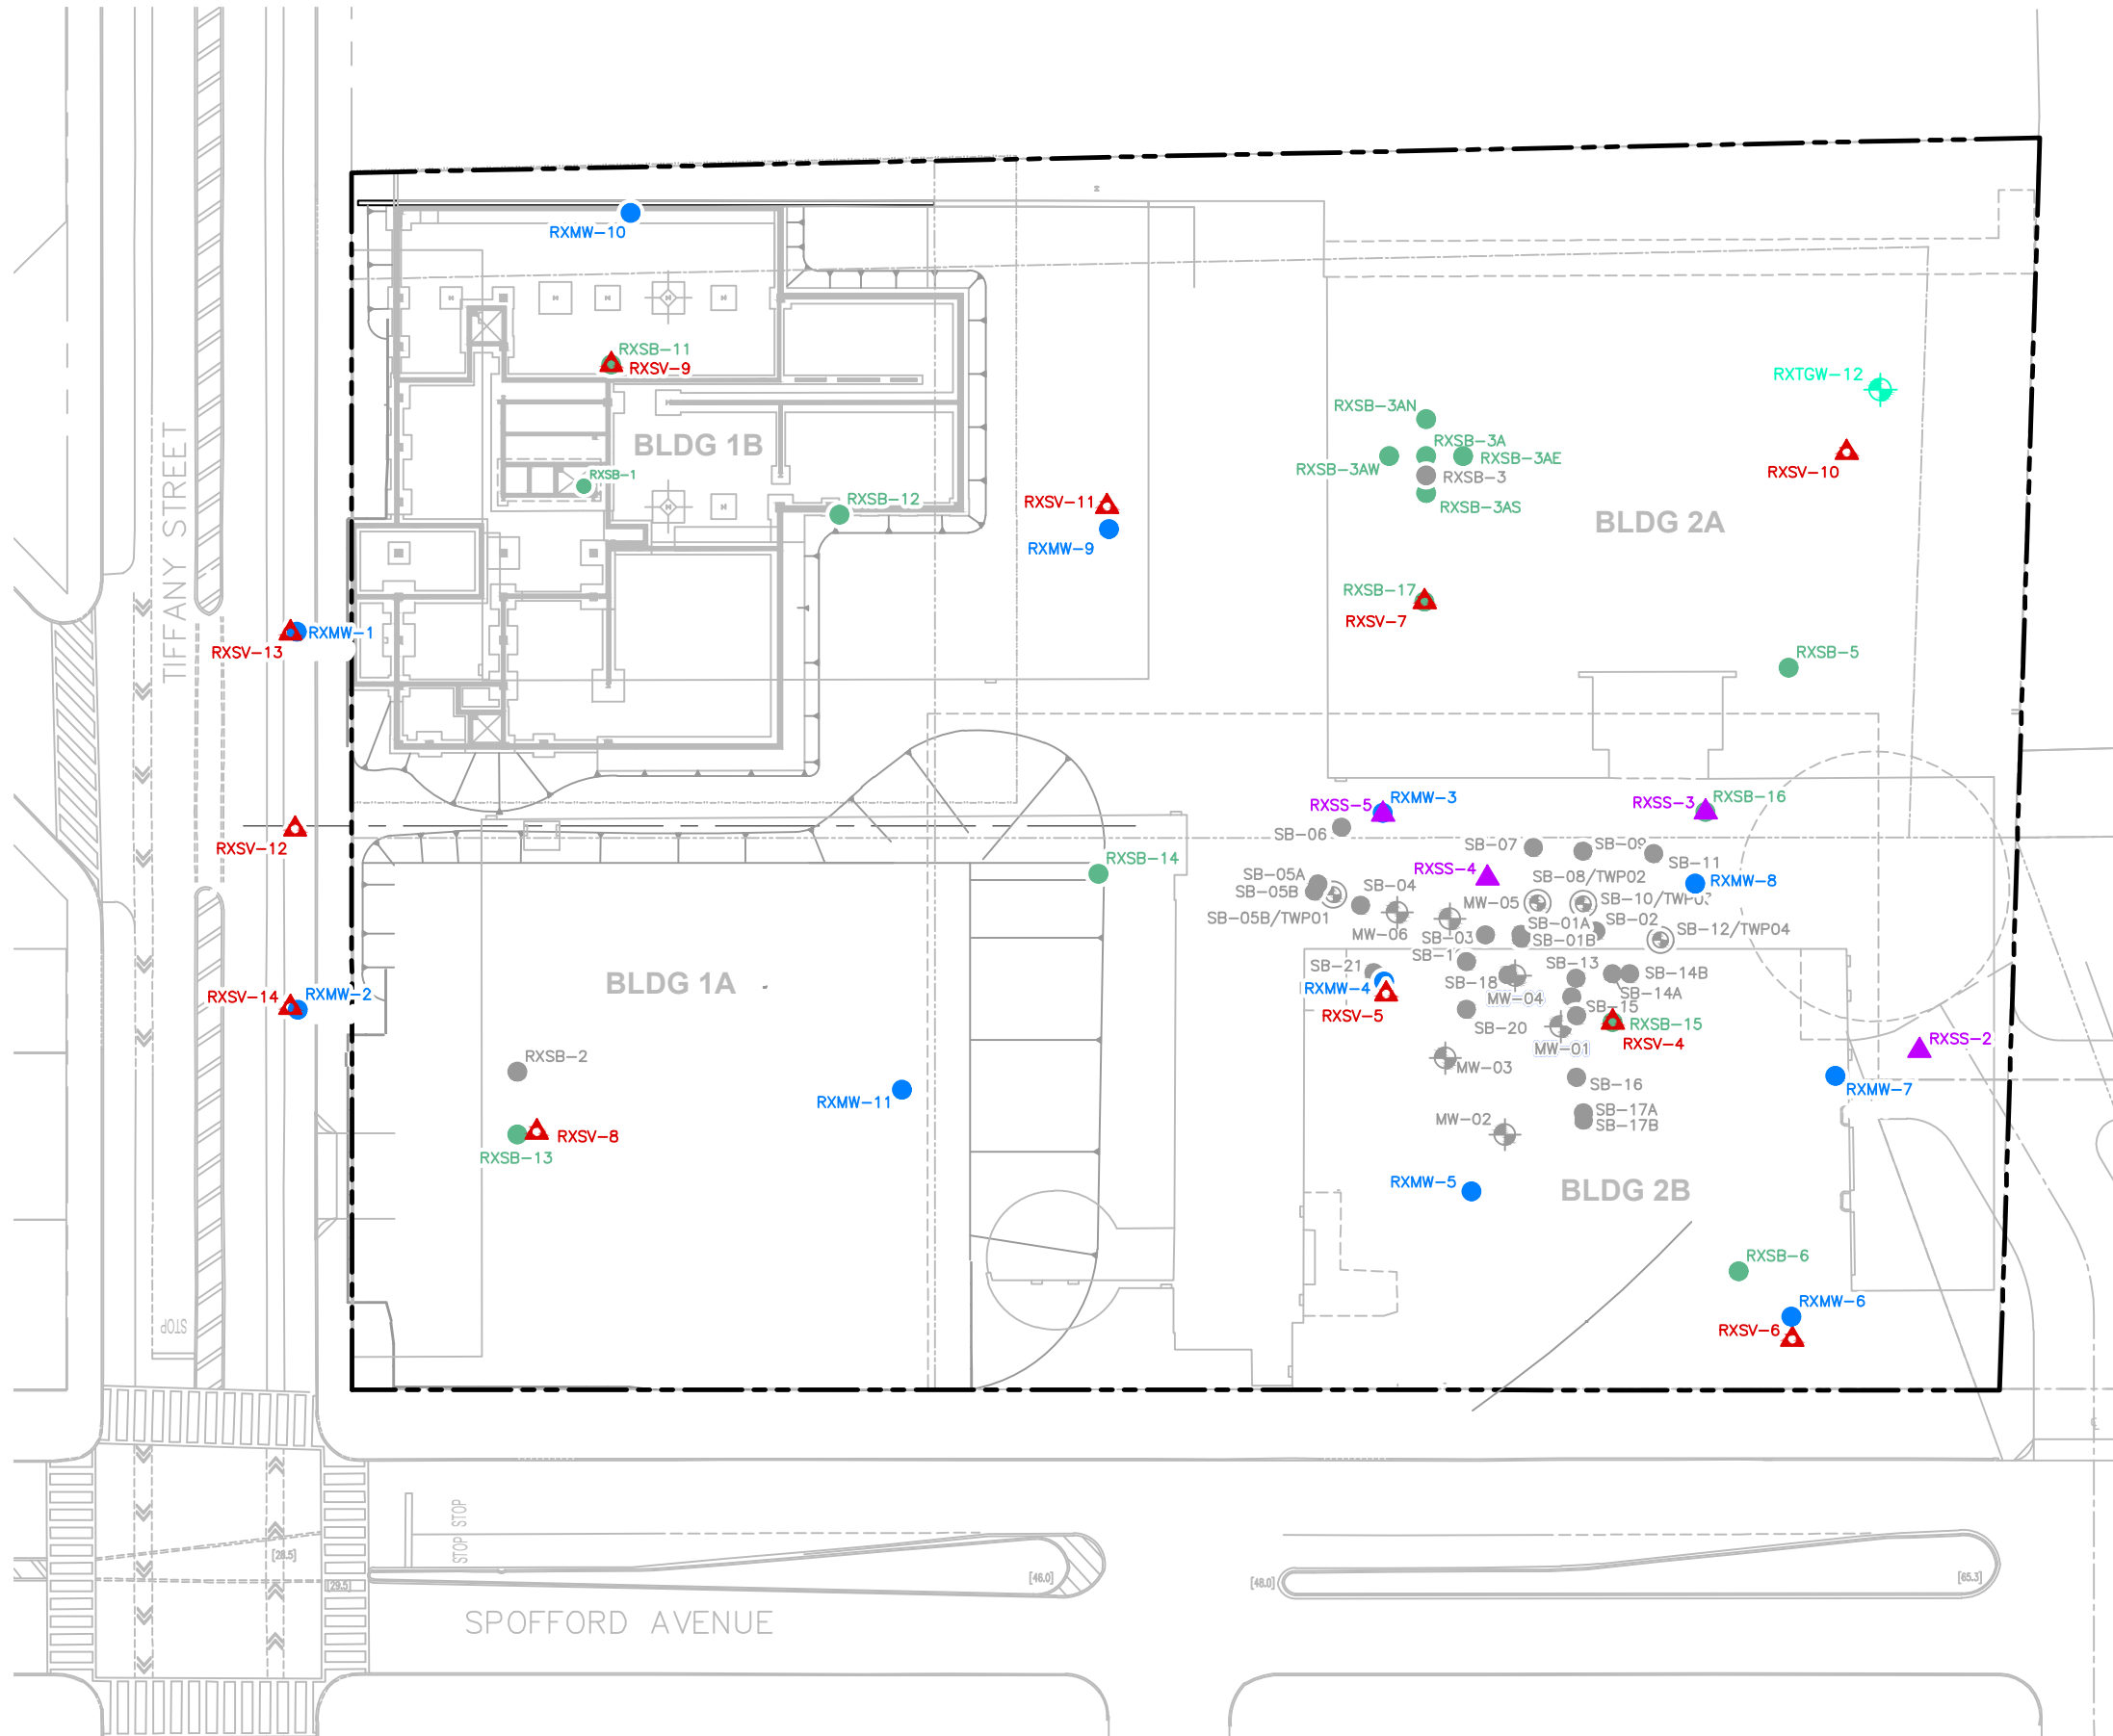 RXMW-10
RXSB-11
RXSV-9
BLDG 1B
RXSB-1
RXSB-12
RXSV-11
RXMW-9
RXTGW-12
RXSV-10
RXSB-3AN
RXSB-3A
RXSB-3AW
RXSB-3AE
RXSB-3
RXSB-3AS
BLDG 2A
RXSB-17
RXSV-7
RXSB-5
TIFFANY STREET
RXMW-1
RXSV-13
RXSV-12
RXSV-14
RXMW-2
RXSS-5
RXMW-3
RXSS-3
RXSB-16
SB-06
SB-07
SB-09
SB-11
RXSB-14
RXSS-4
RXMW-8
SB-05A
SB-05B
SB-04
SB-08/TWP02
SB-10/TWP03
SB-05B/TWP01
MW-05
MW-06
SB-03
SB-01A
SB-01B
SB-02
SB-12/TWP04
SB-21
SB-18
SB-13
SB-14B
SB-14A
RXMW-4
RXSV-5
MW-04
SB-15
SB-20
RXSB-15
RXSV-4
MW-01
MW-03
RXSS-2
RXMW-7
SB-16
SB-17A
SB-17B
MW-02
BLDG 1A
RXSB-2
RXMW-11
RXSV-8
RXSB-13
RXMW-5
BLDG 2B
RXSB-6
RXMW-6
RXSV-6
STOP
STOP STOP
[28.5]
[29.5]
[46.0]
[48.0]
[65.3]
SPOFFORD AVENUE